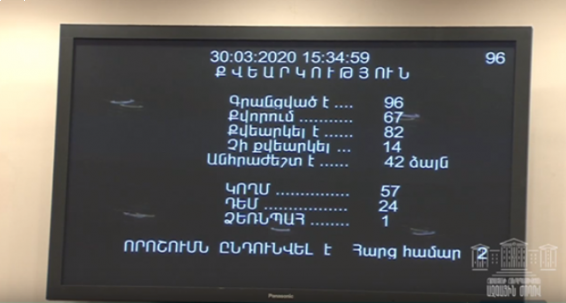 30:03:2020 15:34:59 96
ՔՎԵԱՐԿՈՒԹՅՈՒՆ
Գրանցված է .... 96
Քվորում ............ 67
Քվեարկել է ..... 82
Չի քվեարկել ... 14
Անհրաժեշտ է ...... 42 ձայն
ԿՈՂՄ ................ 57
ԴԵՄ ................... 24
ՁԵՌՆՊԱՀ ......... 1
ՈՐՈՇՈՒՄՆ ԸՆԴՈՒՆՎԵԼ է Հարց համար 2
Panasonic